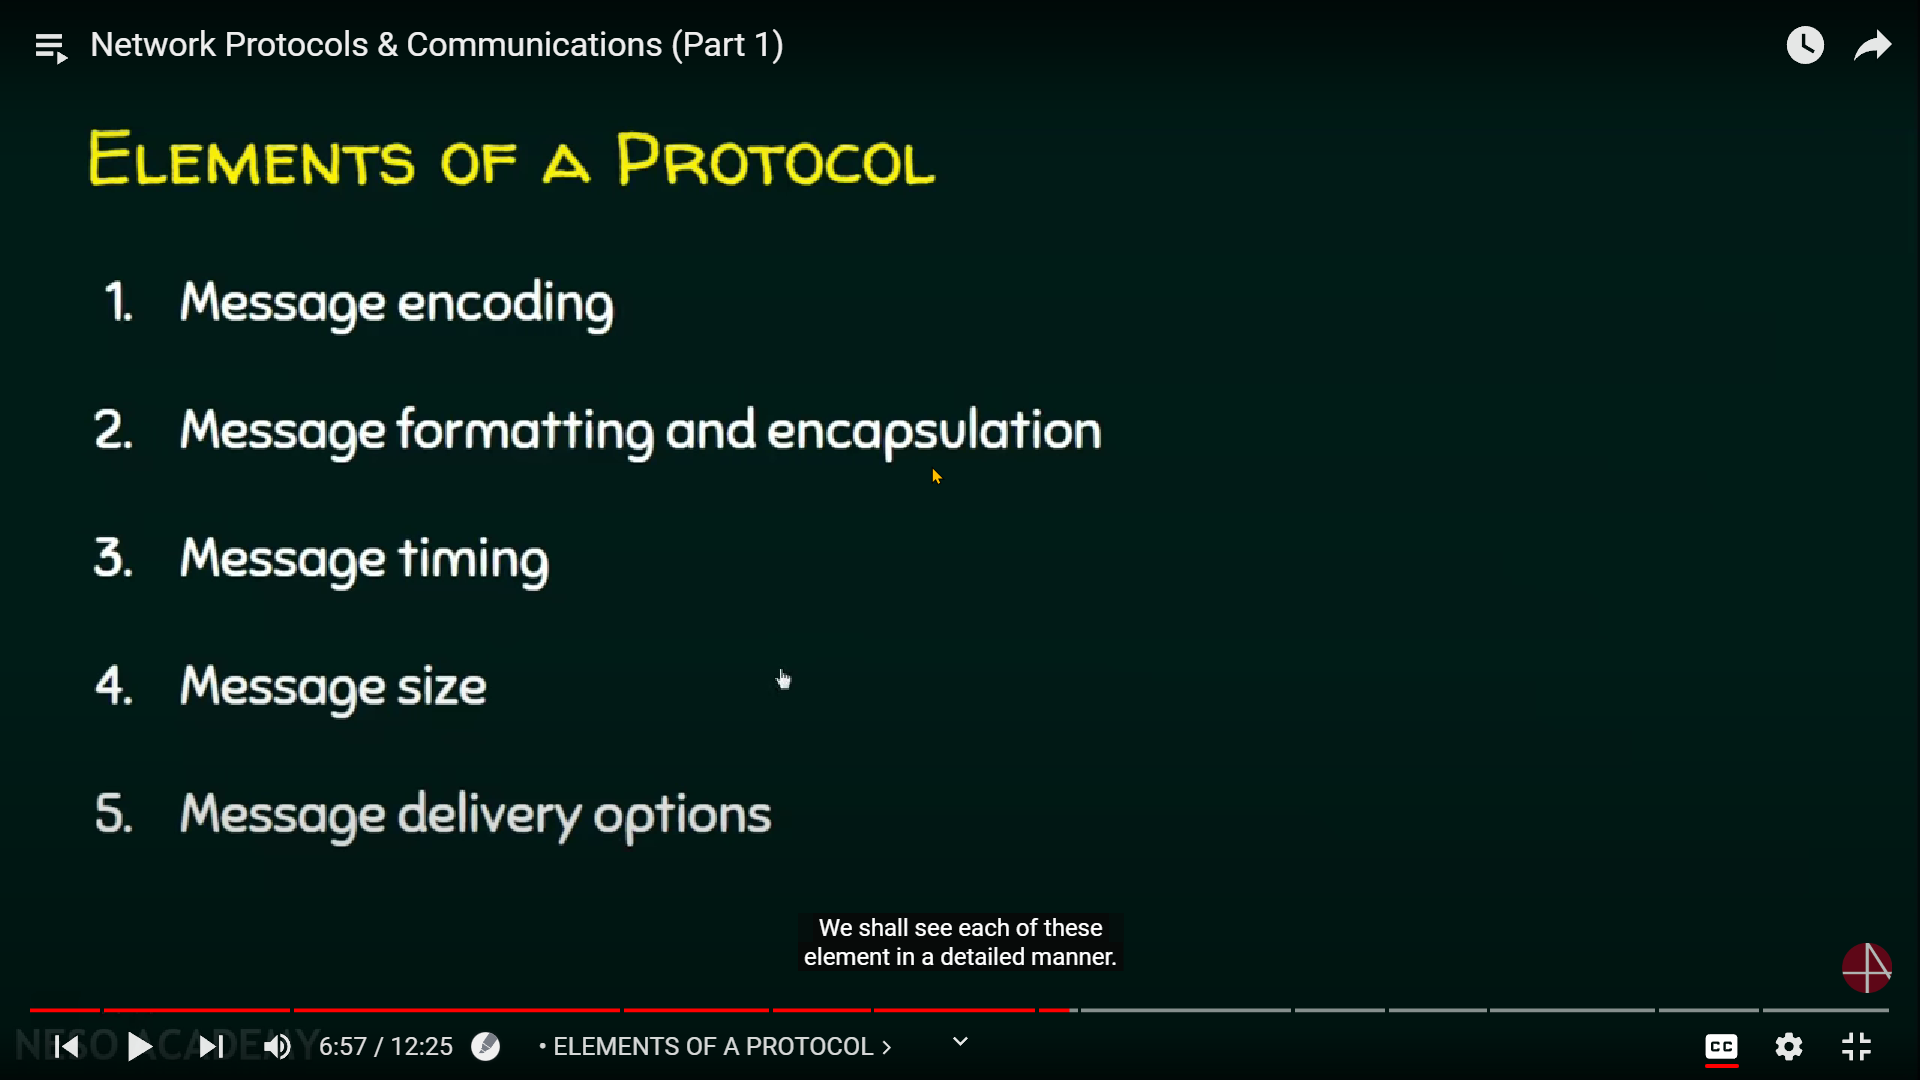 Network Protocols & Communications (Part 1)
ELEMENTS OF A PROTOCOL
1. Message encoding
2. Message formatting and encapsulation
3. Message timing
4. Message size
5. Message delivery options
We shall see each of these
element in a detailed manner.
NESO ACADEMY
6:57 / 12:25 • ELEMENTS OF A PROTOCOL >
CC